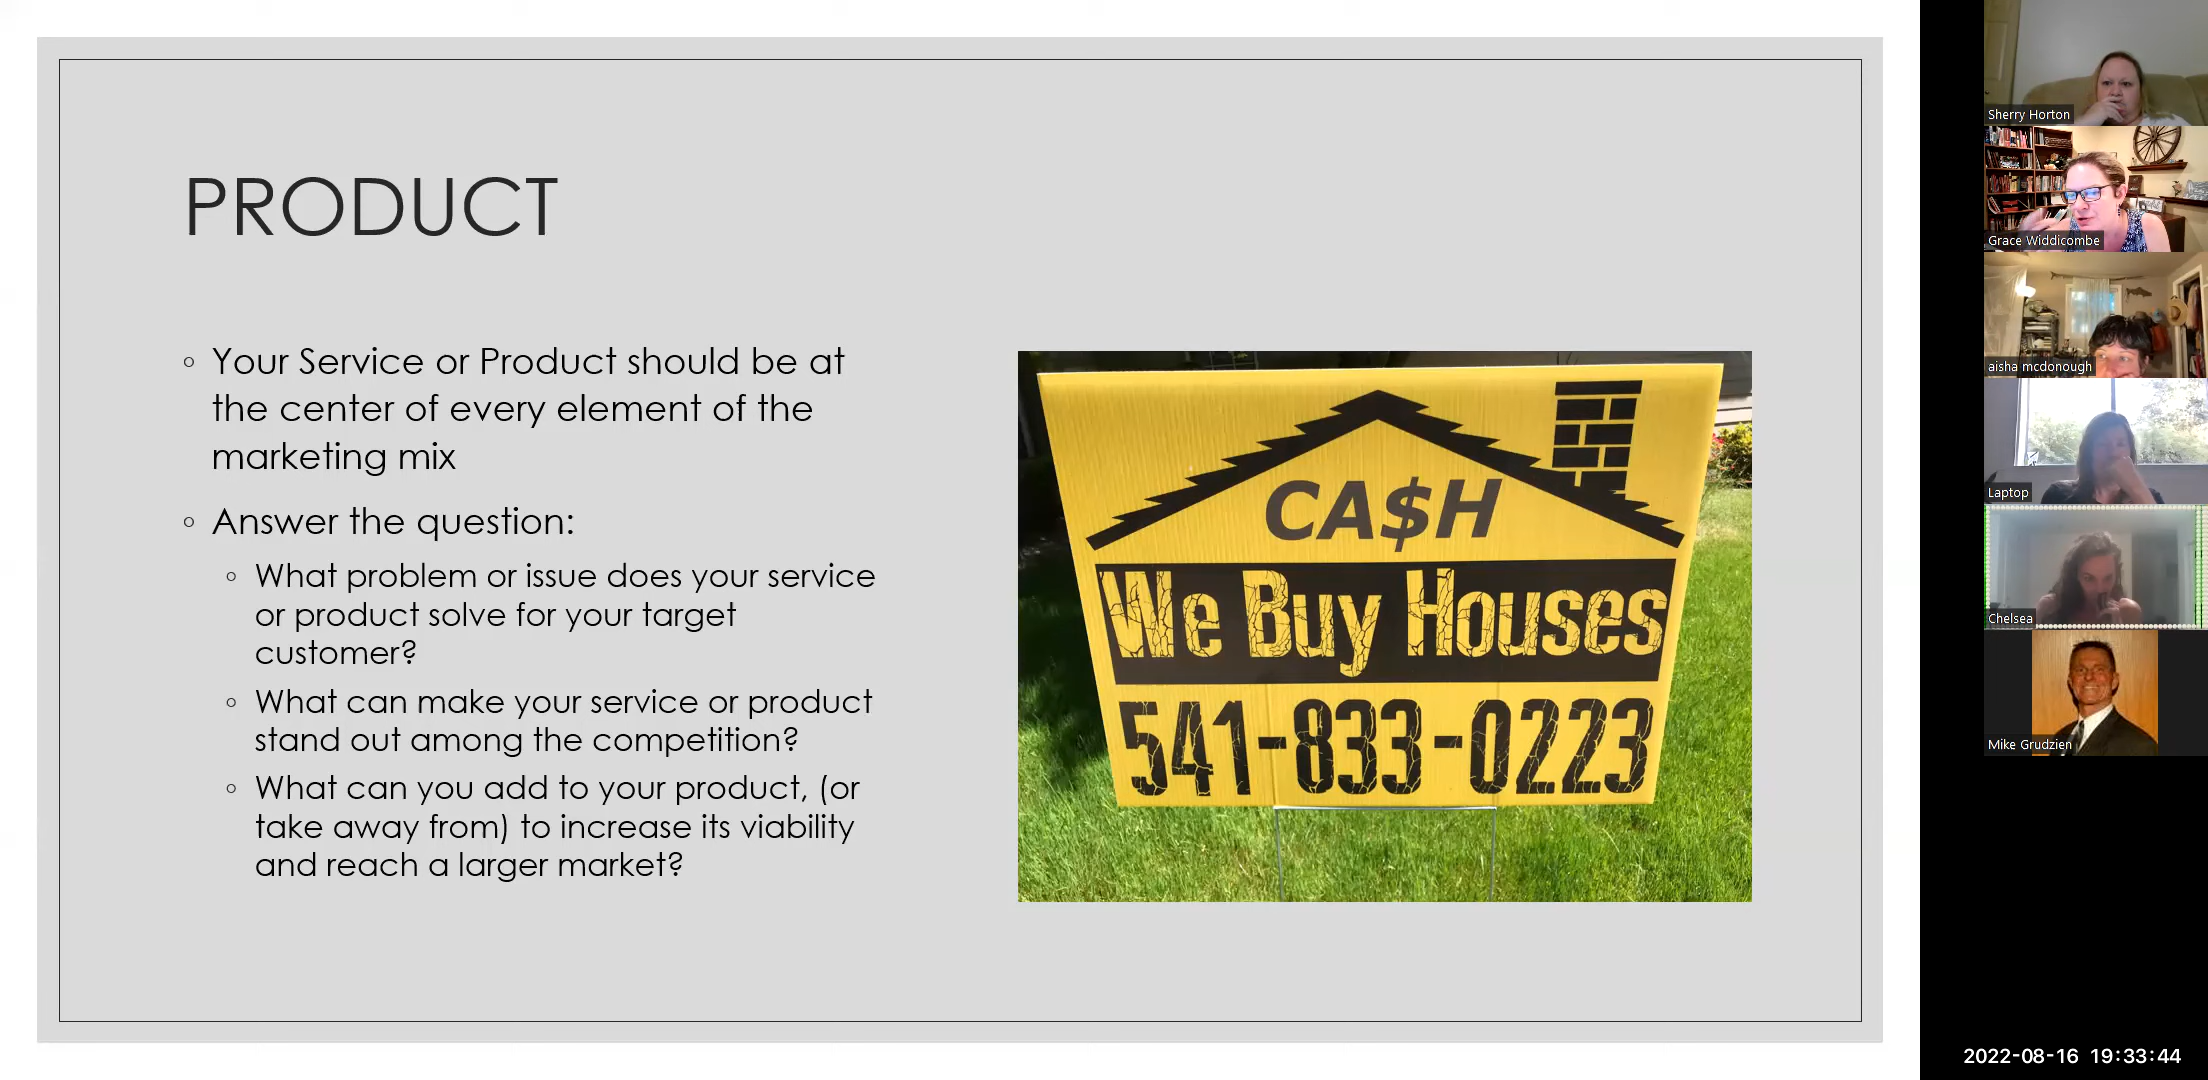 PRODUCT
◦ Your Service or Product should be at
the center of every element of the
marketing mix
◦ Answer the question:
◦ What problem or issue does your service
or product solve for your target
customer?
◦ What can make your service or product
stand out among the competition?
◦ What can you add to your product, (or
take away from) to increase its viability
and reach a larger market?
CA$H
We Buy Houses
541-833-0223
Sherry Horton
Grace Widdicombe
aisha mcdonough
Laptop
Chelsea
Mike Grudzien
2022-08-16 19:33:44